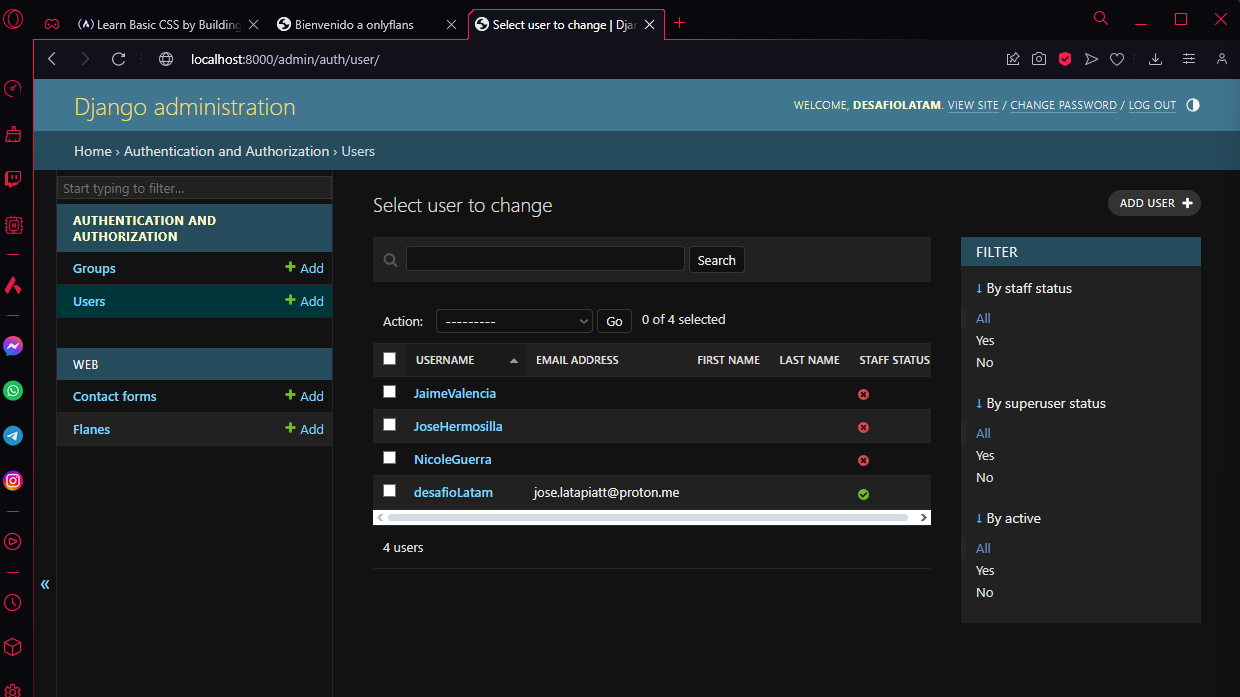 Learn Basic CSS by Building
Bienvenido a onlyflans
Select user to change | Djan
localhost:8000/admin/auth/user/
Django administration
WELCOME, DESAFIOLATAM. VIEW SITE / CHANGE PASSWORD / LOG OUT
Home › Authentication and Authorization › Users
Start typing to filter...
AUTHENTICATION AND
AUTHORIZATION
Groups
Add
Users
Add
WEB
Contact forms
Add
Flanes
Add
«
Select user to change
ADD USER
Search
Action:
---------
Go
0 of 4 selected
USERNAME EMAIL ADDRESS FIRST NAME LAST NAME STAFF STATUS
JaimeValencia
JoseHermosilla
NicoleGuerra
desafioLatam jose.latapiatt@proton.me
4 users
FILTER
↓ By staff status
All
Yes
No
↓ By superuser status
All
Yes
No
↓ By active
All
Yes
No